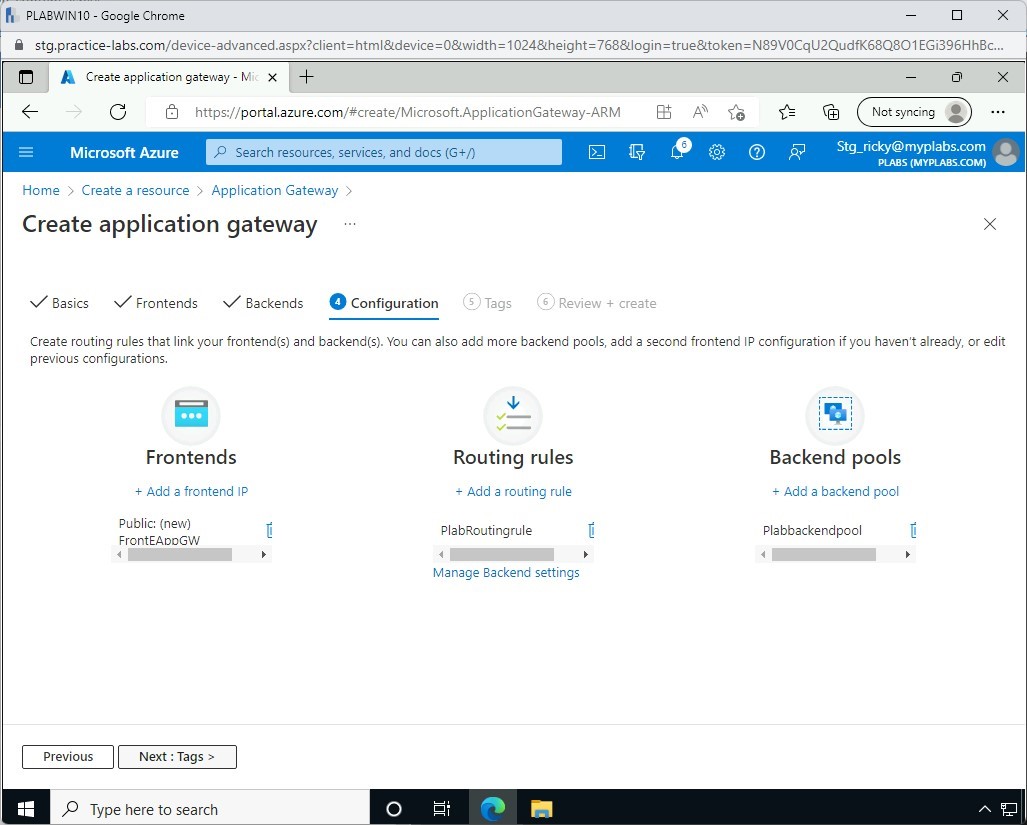 PLABWIN10 - Google Chrome
stg.practice-labs.com/device-advanced.aspx?client=html&device=0&width=1024&height=768&login=true&token=N89V0CqU2QudfK68Q8O1EGi396HhBc...
Create application gateway - Mic
https://portal.azure.com/#create/Microsoft.ApplicationGateway-ARM
Not syncing
Microsoft Azure
Search resources, services, and docs (G+/)
6
Stg_ricky@myplabs.com
PLABS (MYPLABS.COM)
Home > Create a resource > Application Gateway >
Create application gateway ...
Basics
Frontends
Backends
4 Configuration
5 Tags
6 Review + create
Create routing rules that link your frontend(s) and backend(s). You can also add more backend pools, add a second frontend IP configuration if you haven't already, or edit
previous configurations.
Frontends
Routing rules
Backend pools
+ Add a frontend IP
+ Add a routing rule
+ Add a backend pool
Public: (new)
FrontEAppGW
PlabRoutingrule
Plabbackendpool
Manage Backend settings
Previous
Next : Tags >
Type here to search